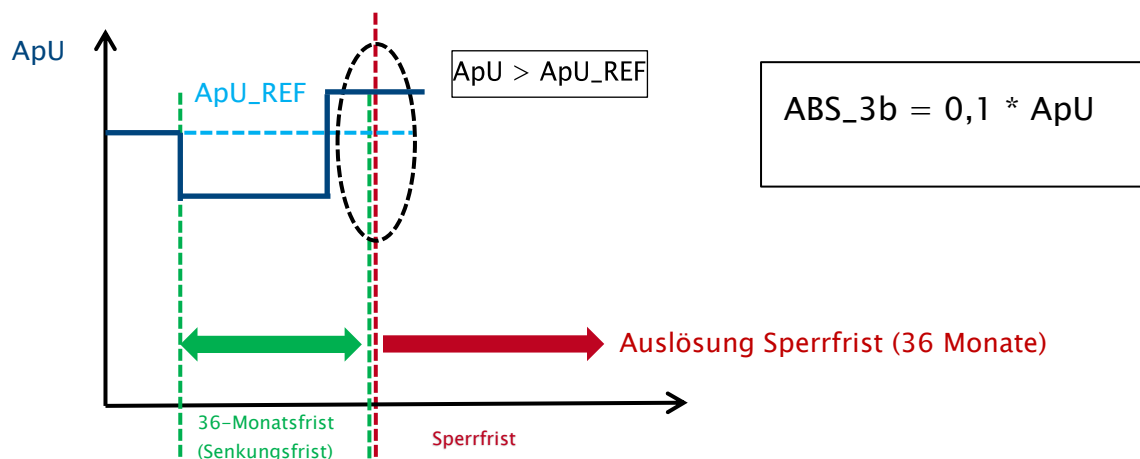 ApU
ApU_REF
ApU > ApU_REF
ABS_3b = 0,1 * ApU
Auslösung Sperrfrist (36 Monate)
36-Monatsfrist
(Senkungsfrist)
Sperrfrist